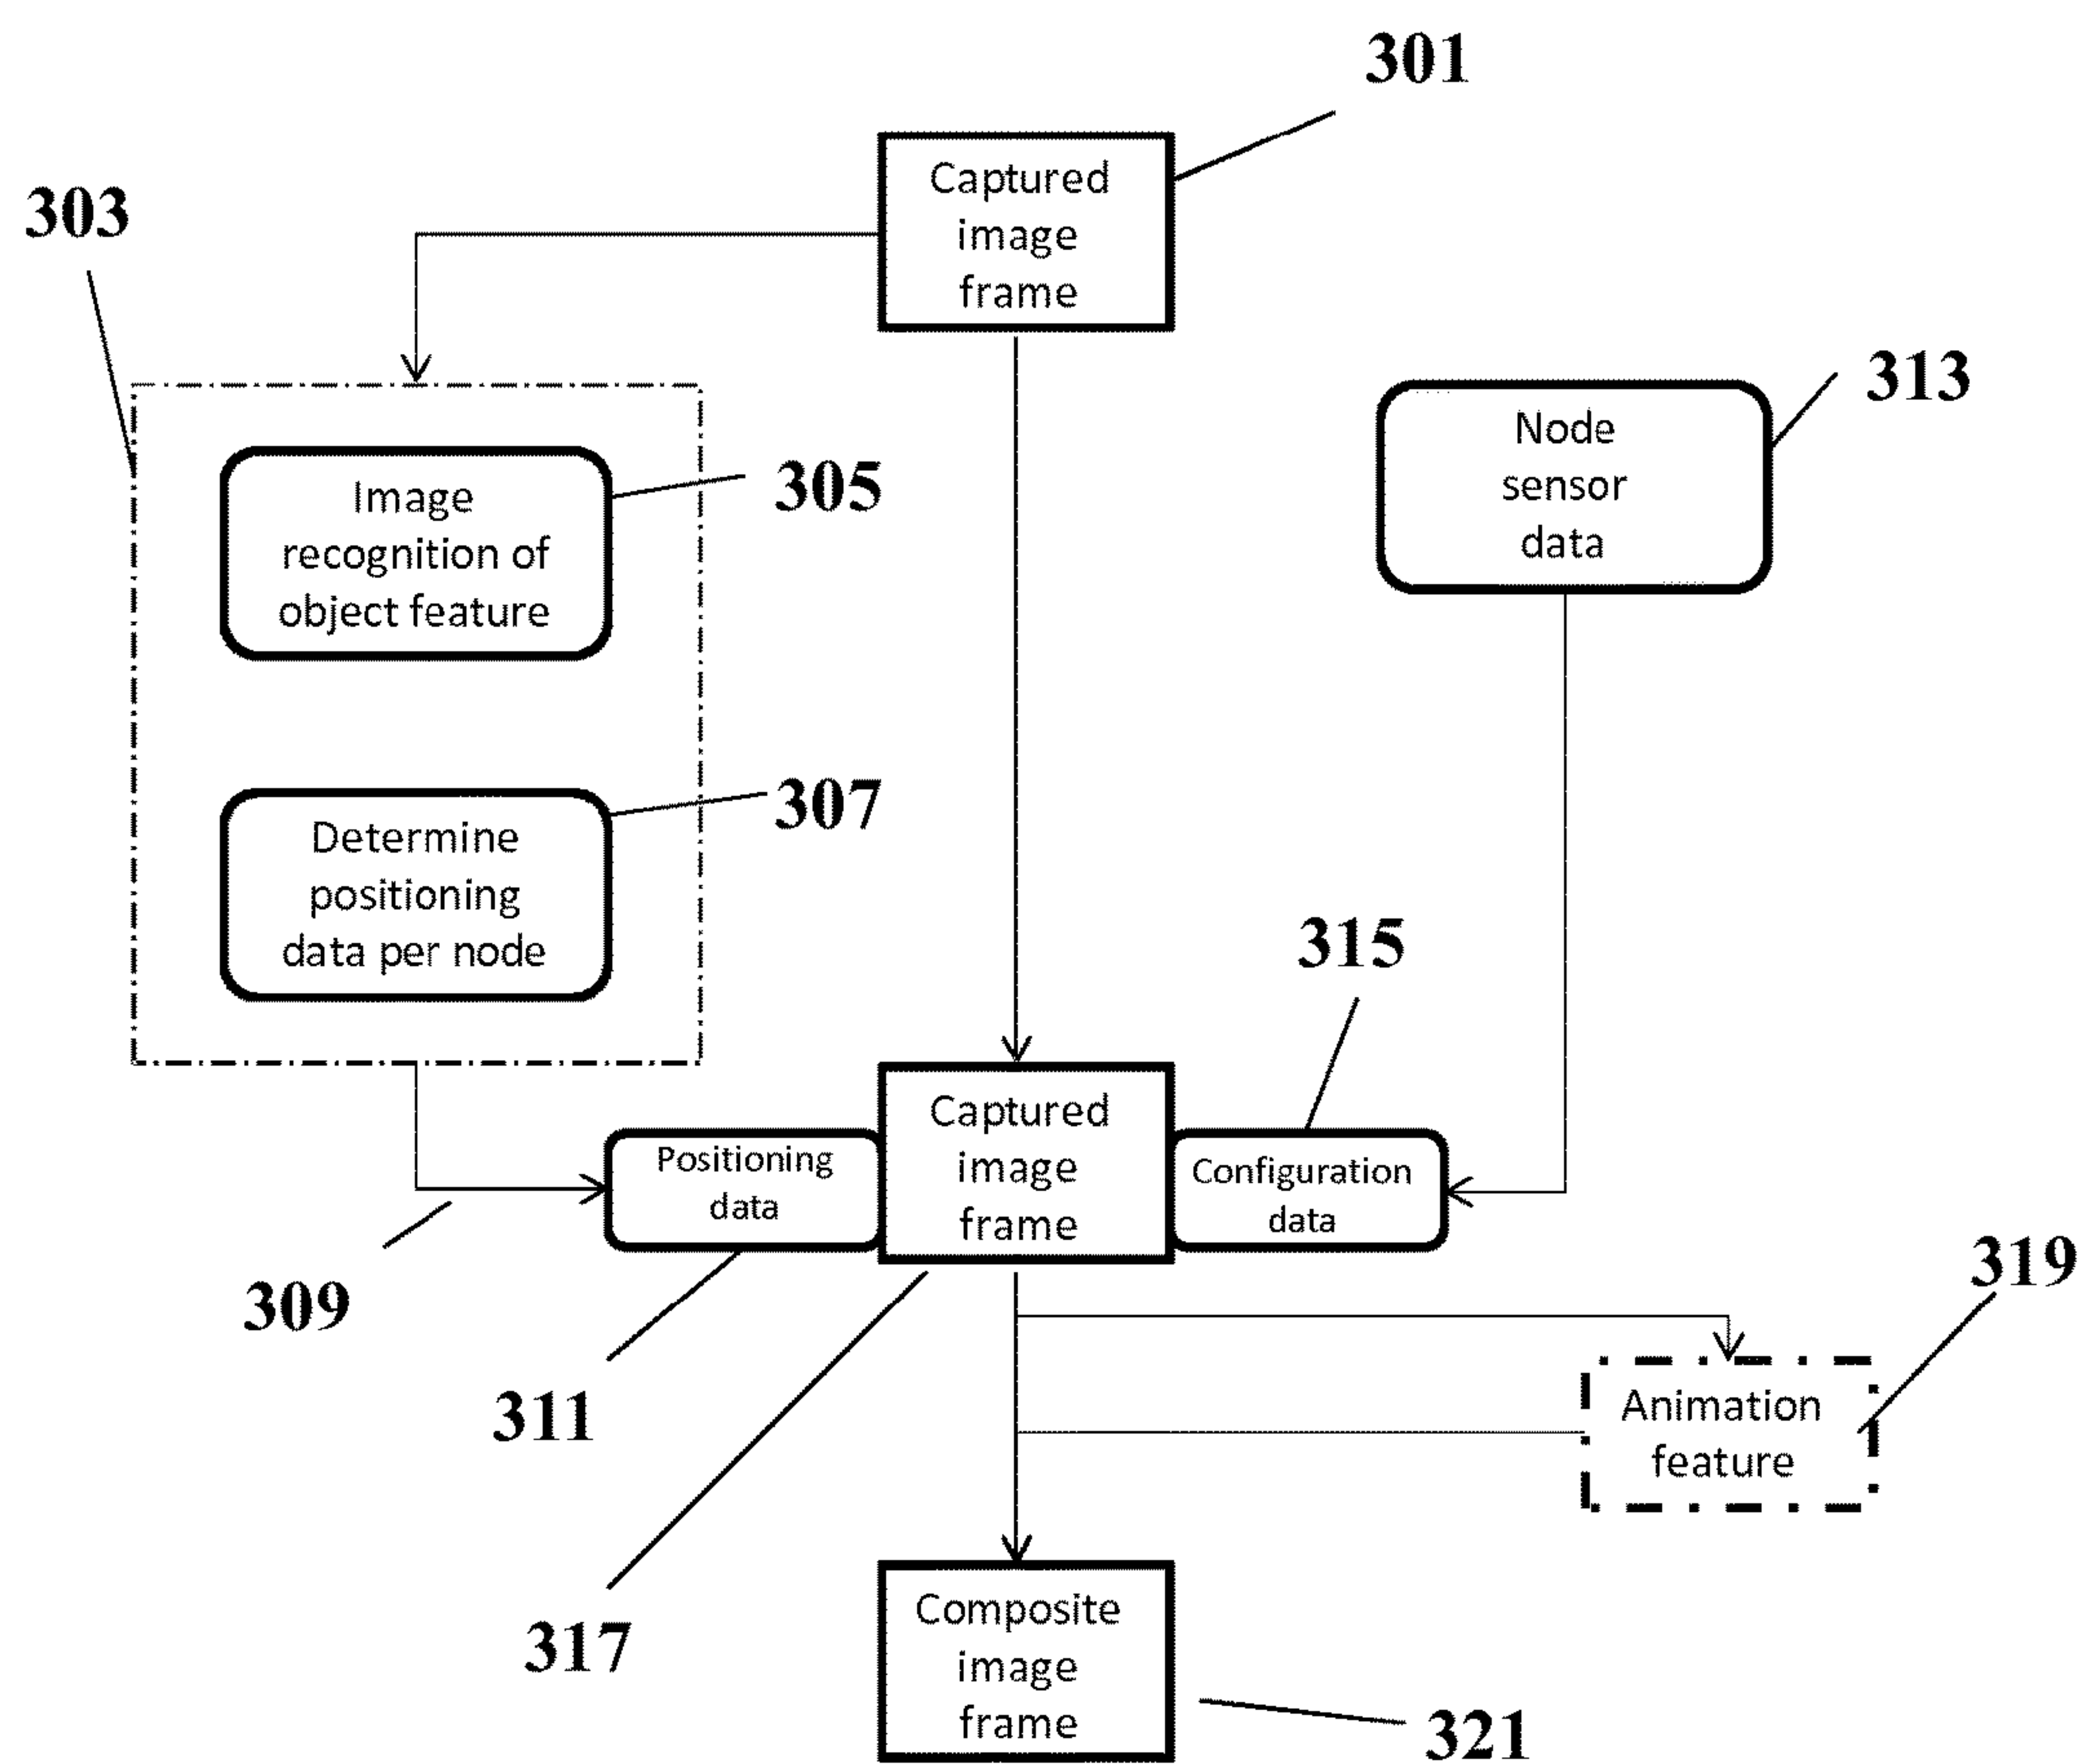 301
Captured
image
frame
303
313
Node
sensor
data
305
Image
recognition of
object feature
307
Determine
positioning
data per node
315
Captured
image
frame
Positioning
data
Configuration
data
309
311
317
319
Animation
feature
Composite
image
frame
321